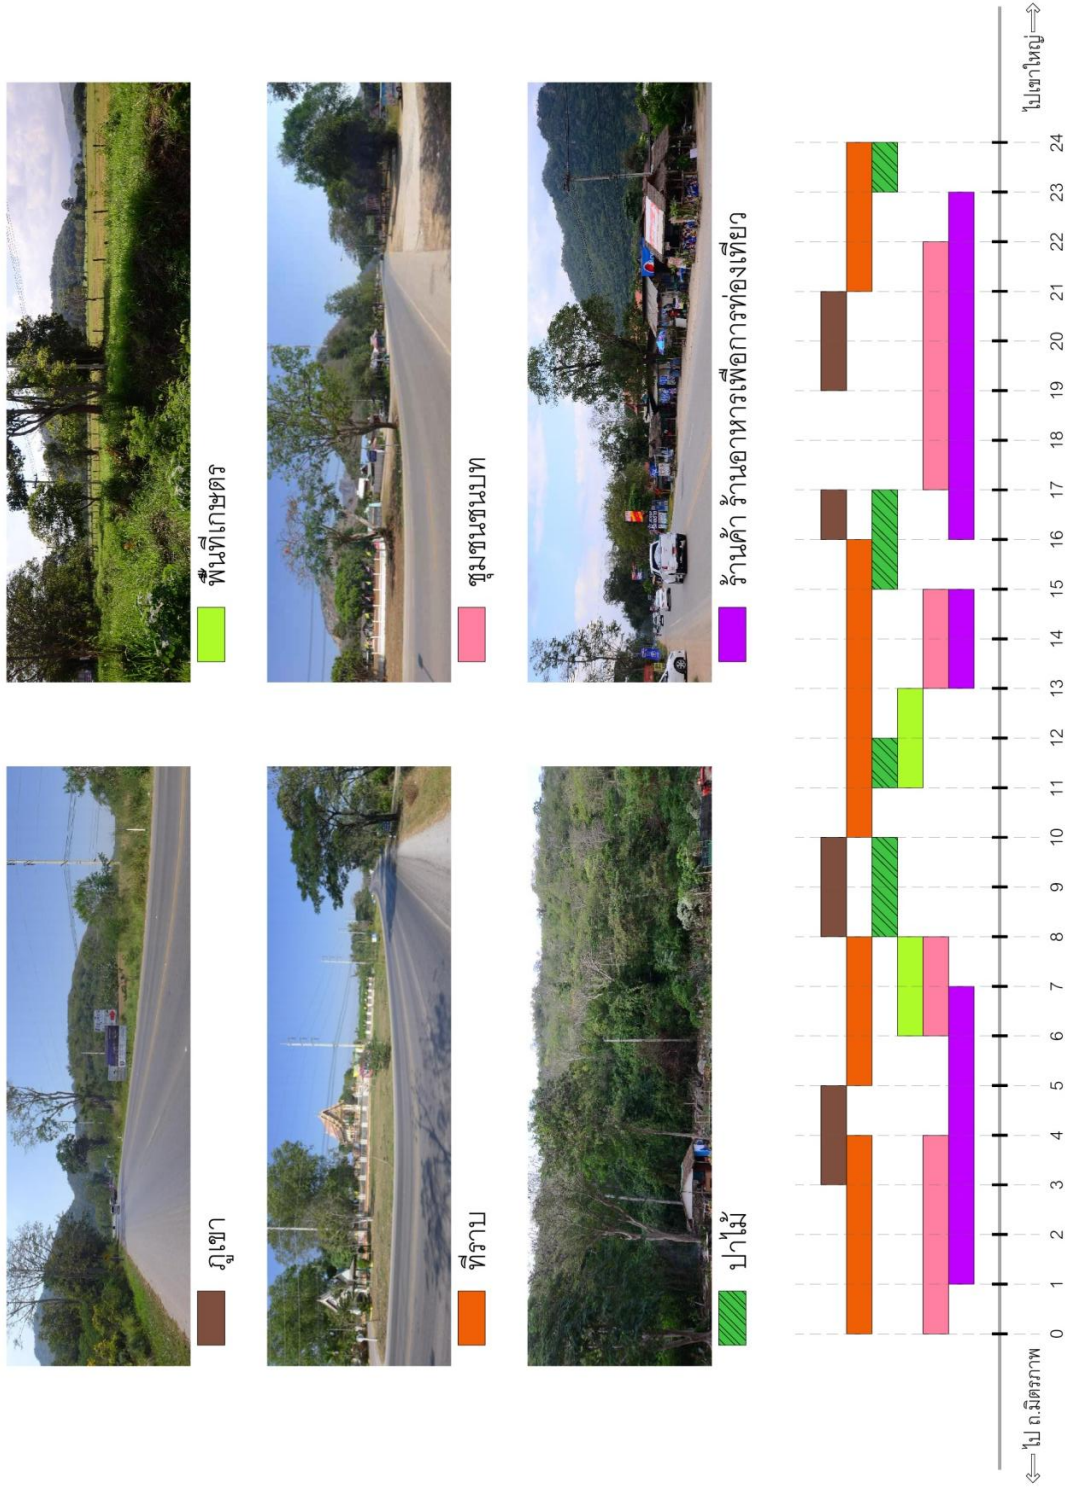 ภูเขา
พื้นที่เกษตร
ที่ราบ
ชุมชนชนบท
ป่าไม้
ร้านค้า ร้านอาหารเพื่อการท่องเที่ยว
0 1 2 3 4 5 6 7 8 9 10 11 12 13 14 15 16 17 18 19 20 21 22 23 24
⇐ ไป ถ.มิตรภาพ
ไปเขาใหญ่ ⇒